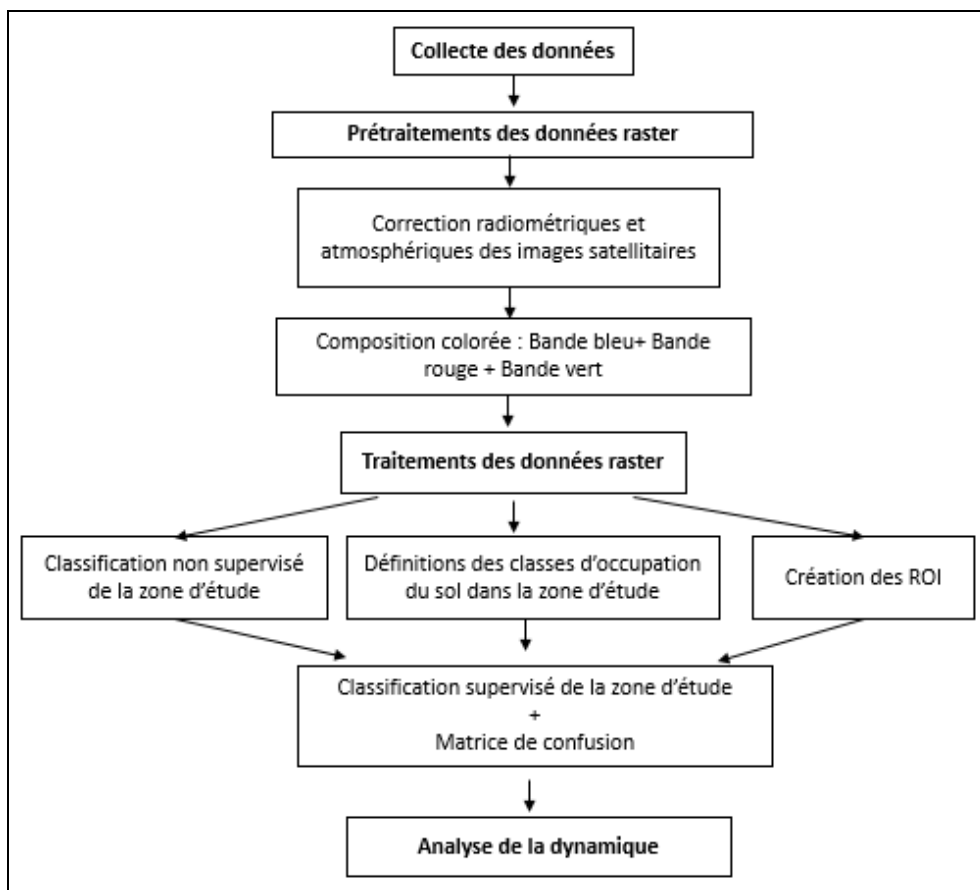 Collecte des données
Prétraitements des données raster
Correction radiométriques et
atmosphériques des images satellitaires
Composition colorée : Bande bleu+ Bande
rouge + Bande vert
Traitements des données raster
Classification non supervisé
de la zone d'étude
Définitions des classes d'occupation
du sol dans la zone d'étude
Création des ROI
Classification supervisé de la zone d'étude
+
Matrice de confusion
Analyse de la dynamique